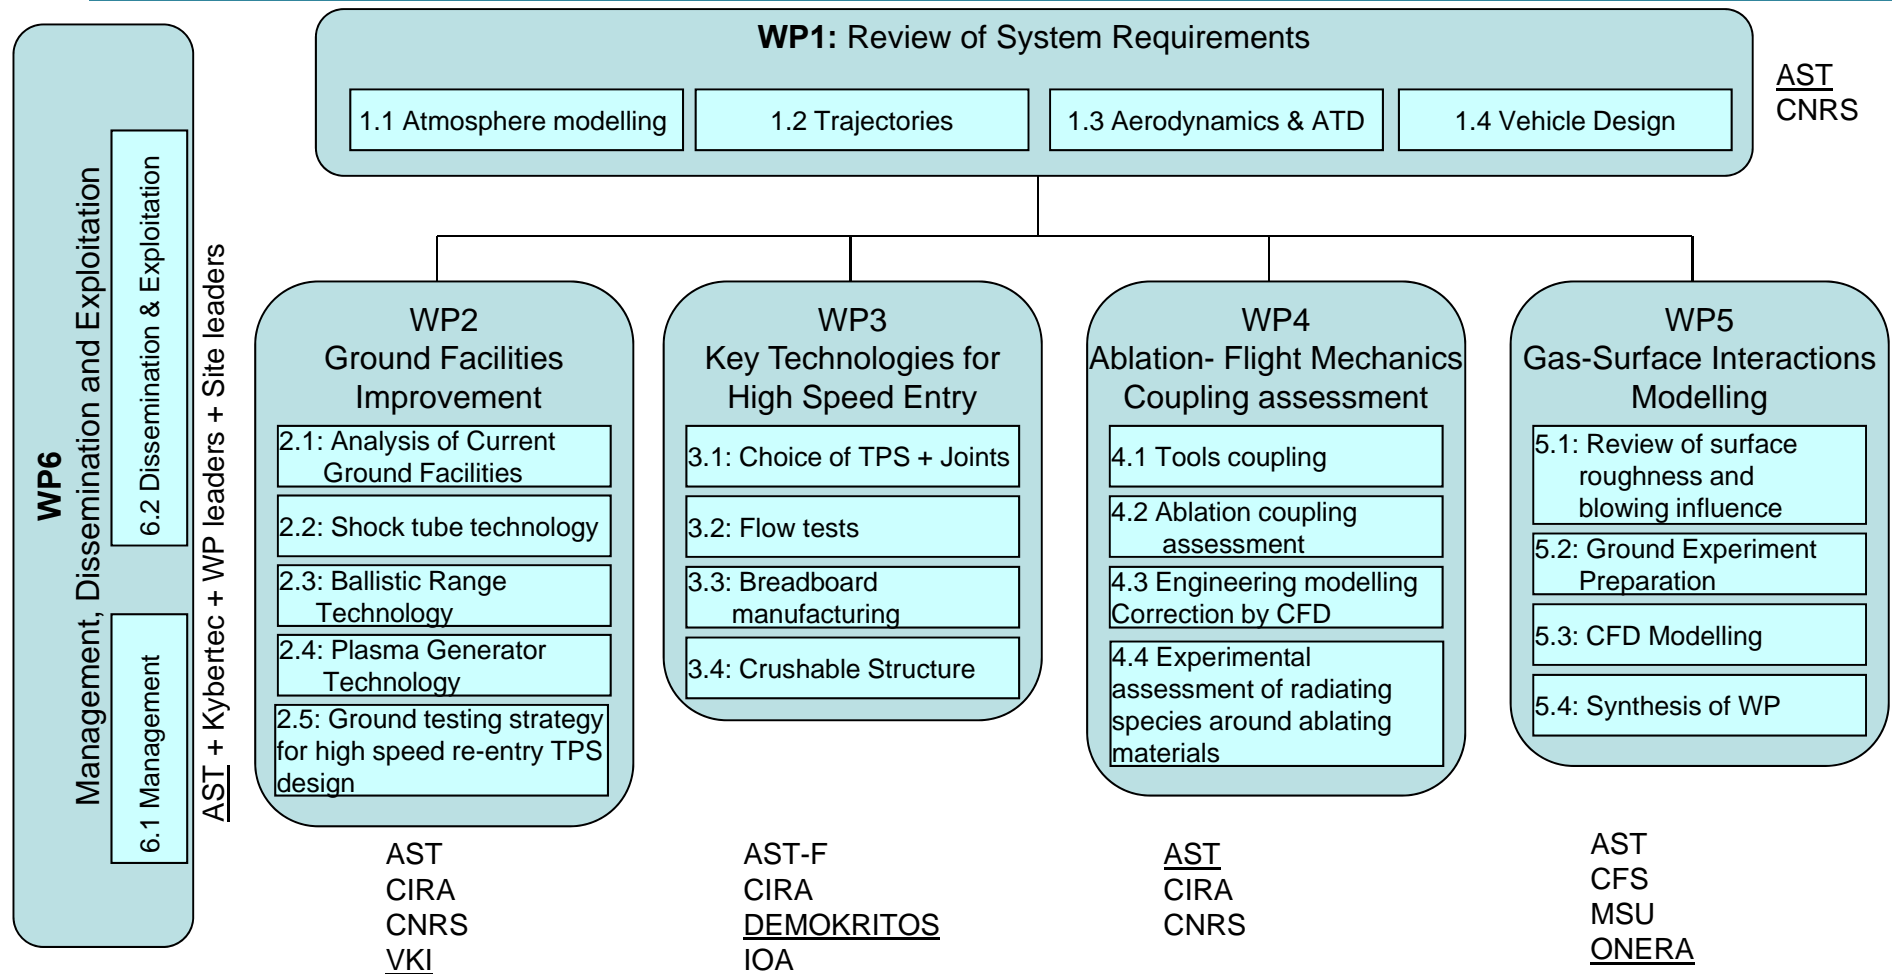 WP1: Review of System Requirements
1.1 Atmosphere modelling
1.2 Trajectories
1.3 Aerodynamics & ATD
1.4 Vehicle Design
AST
CNRS
WP6
Management, Dissemination and Exploitation
6.2 Dissemination & Exploitation
6.1 Management
AST + Kybertec + WP leaders + Site leaders
WP2
Ground Facilities
Improvement
2.1: Analysis of Current
Ground Facilities
2.2: Shock tube technology
2.3: Ballistic Range
Technology
2.4: Plasma Generator
Technology
2.5: Ground testing strategy
for high speed re-entry TPS
design
AST
CIRA
CNRS
VKI
WP3
Key Technologies for
High Speed Entry
3.1: Choice of TPS + Joints
3.2: Flow tests
3.3: Breadboard
manufacturing
3.4: Crushable Structure
AST-F
CIRA
DEMOKRITOS
IOA
WP4
Ablation- Flight Mechanics
Coupling assessment
4.1 Tools coupling
4.2 Ablation coupling
assessment
4.3 Engineering modelling
Correction by CFD
4.4 Experimental
assessment of radiating
species around ablating
materials
AST
CIRA
CNRS
WP5
Gas-Surface Interactions
Modelling
5.1: Review of surface
roughness and
blowing influence
5.2: Ground Experiment
Preparation
5.3: CFD Modelling
5.4: Synthesis of WP
AST
CFS
MSU
ONERA